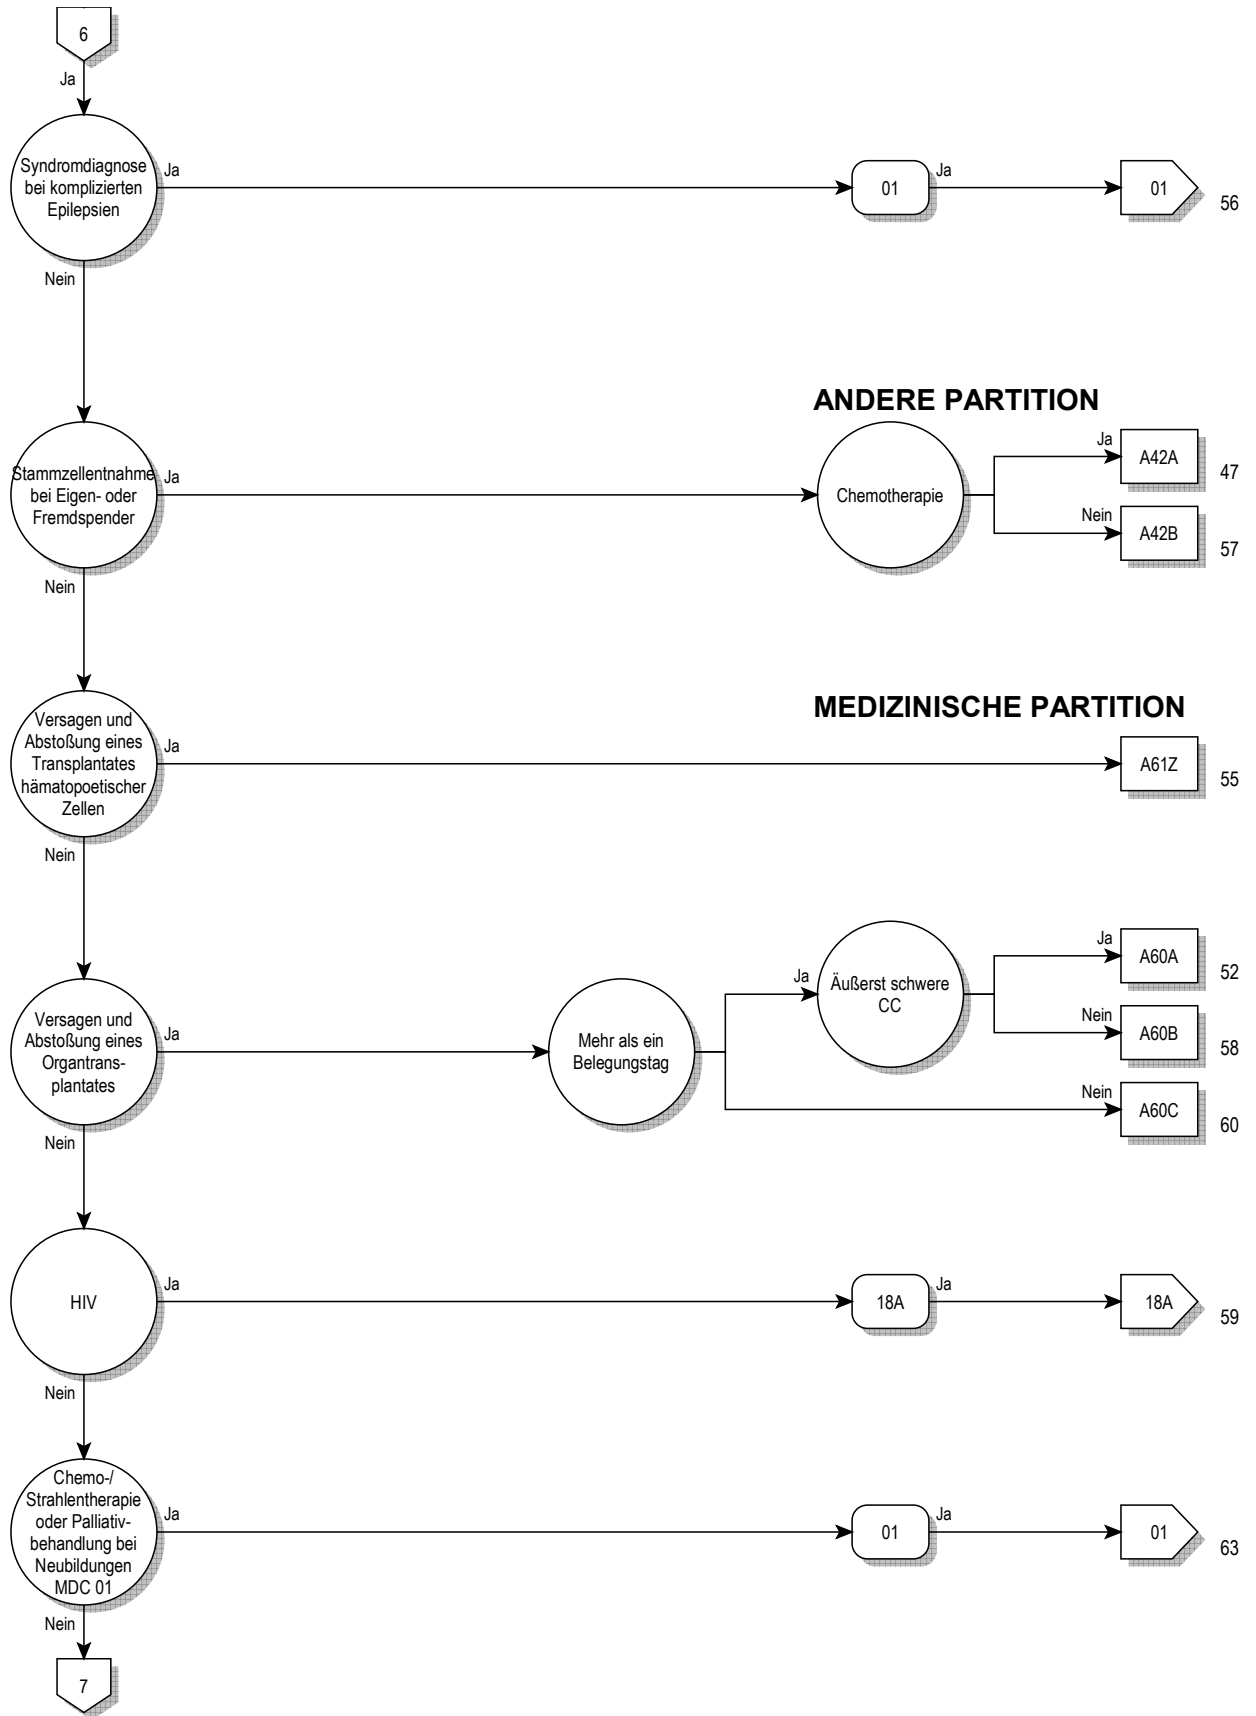 6
Ja
Syndromdiagnose
bei komplizierten
Epilepsien
Ja
01
Ja
01
56
Nein
ANDERE PARTITION
Stammzellentnahme
bei Eigen- oder
Fremdspender
Ja
Chemotherapie
Ja
A42A
47
Nein
A42B
57
Nein
MEDIZINISCHE PARTITION
Versagen und
Abstoßung eines
Transplantates
hämatopoetischer
Zellen
Ja
A61Z
55
Nein
Versagen und
Abstoßung eines
Organtrans-
plantates
Ja
Mehr als ein
Belegungstag
Ja
Äußerst schwere
CC
Ja
A60A
52
Nein
A60B
58
Nein
A60C
60
Nein
HIV
Ja
18A
Ja
18A
59
Nein
Chemo-/
Strahlentherapie
oder Palliativ-
behandlung bei
Neubildungen
MDC 01
Ja
01
Ja
01
63
Nein
7